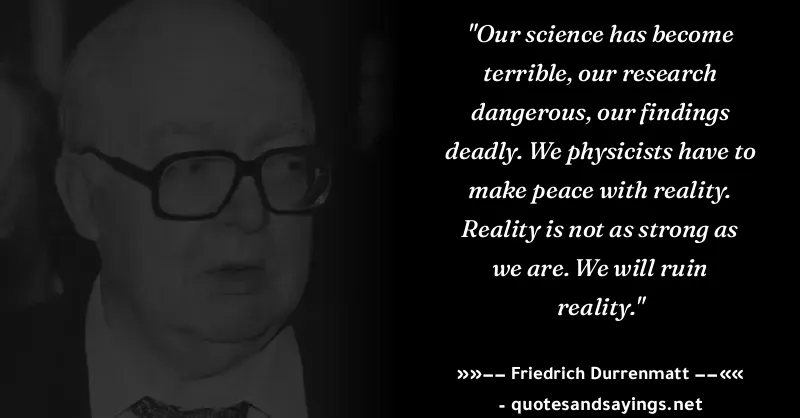 "Our science has become
terrible, our research
dangerous, our findings
deadly. We physicists have to
make peace with reality.
Reality is not as strong as
we are. We will ruin
reality."
»»−− Friedrich Durrenmatt −−««
- quotesandsayings.net